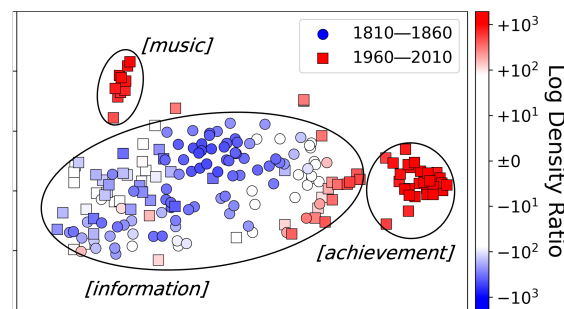 [music]
1810—1860
1960—2010
[achievement]
[information]
+10³
+10²
+10¹
±0
−10¹
−10²
−10³
Log Density Ratio